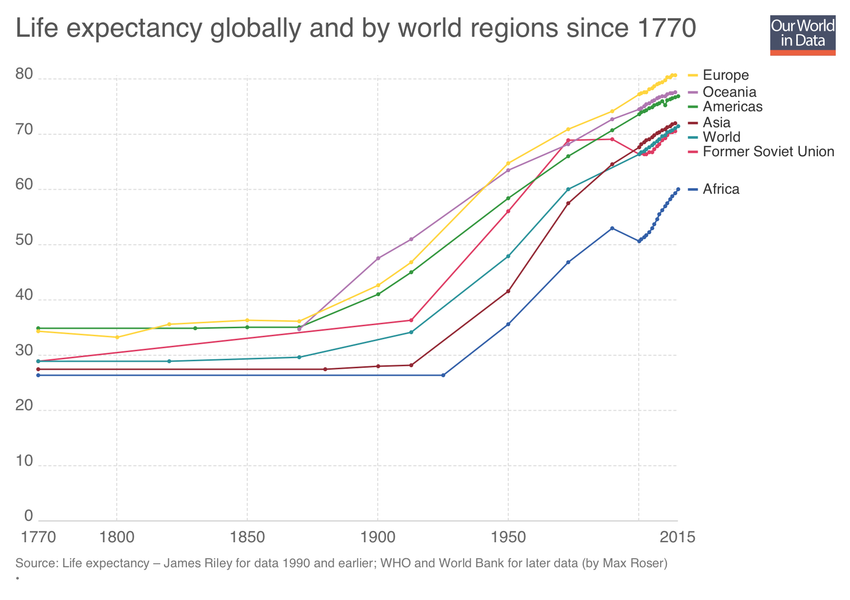 Life expectancy globally and by world regions since 1770
Our World
in Data
80
70
60
50
40
30
20
10
0
Europe
Oceania
Americas
Asia
World
Former Soviet Union
Africa
1770
1800
1850
1900
1950
2015
Source: Life expectancy – James Riley for data 1990 and earlier; WHO and World Bank for later data (by Max Roser)
•